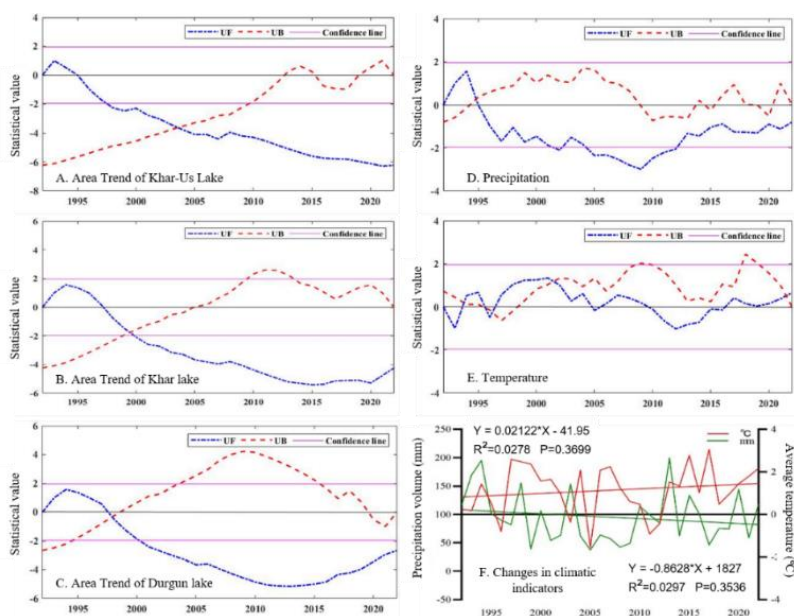 UF UB Confidence line
Statistical value
4
2
0
-2
-4
-6
-8
A. Area Trend of Khar-Us Lake
1995 2000 2005 2010 2015 2020
UF UB Confidence line
Statistical value
4
2
0
-2
-4
D. Precipitation
1995 2000 2005 2010 2015 2020
UF UB Confidence line
Statistical value
6
4
2
0
-2
-4
-6
B. Area Trend of Khar lake
1995 2000 2005 2010 2015 2020
UF UB Confidence line
Statistical value
4
2
0
-2
-4
E. Temperature
1995 2000 2005 2010 2015 2020
UF UB Confidence line
Statistical value
6
4
2
0
-2
-4
-6
C. Area Trend of Durgun lake
1995 2000 2005 2010 2015 2020
Y = 0.02122*X - 41.95
R²=0.0278 P=0.3699
°C
mm
Precipitation volume (mm)
250
200
150
100
50
0
-50
Average temperature (°C)
4
2
0
-2
-4
F. Changes in climatic
indicators
Y = -0.8628*X + 1827
R²=0.0297 P=0.3536
1995 2000 2005 2010 2015 2020